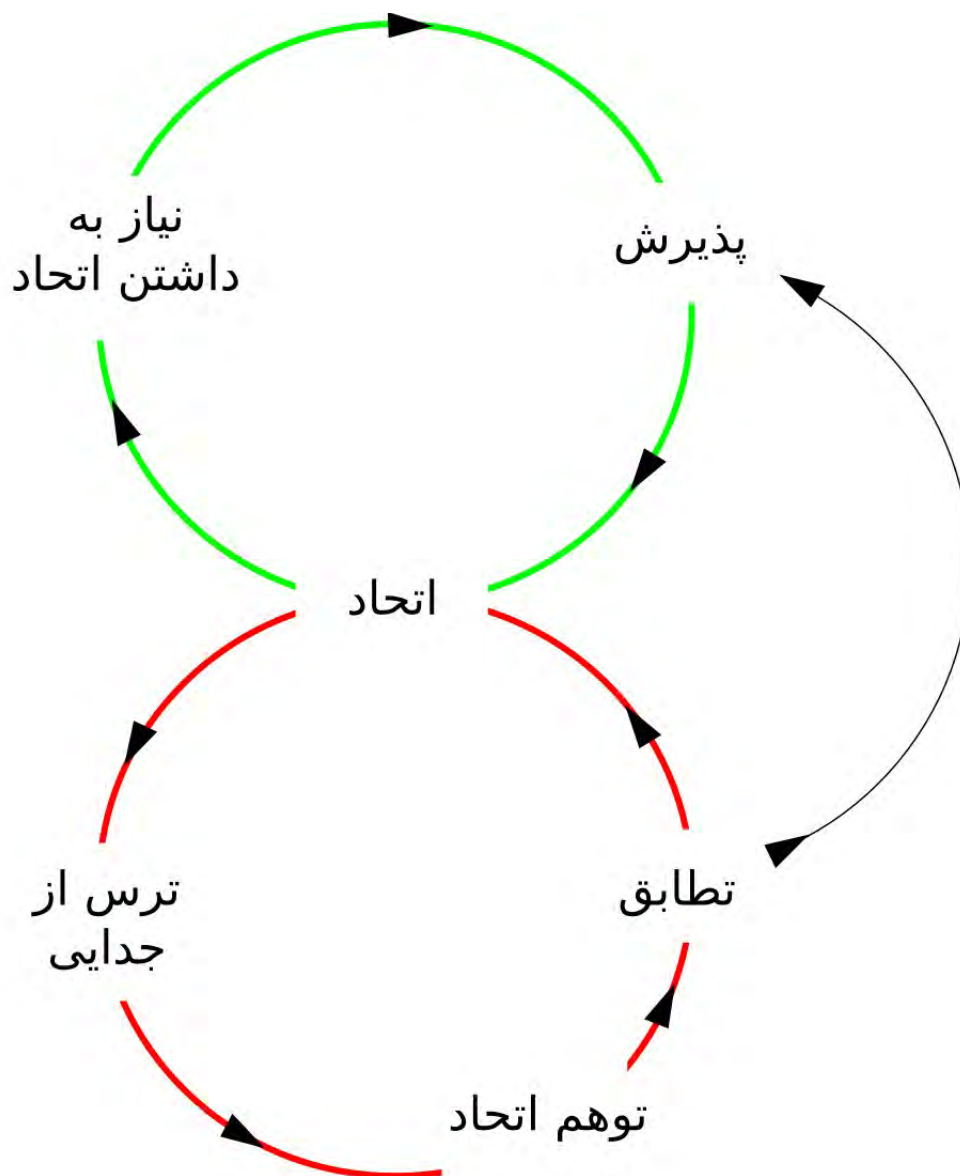 نیاز به
داشتن اتحاد
پذیرش
اتحاد
ترس از
جدایی
تطابق
توهم اتحاد